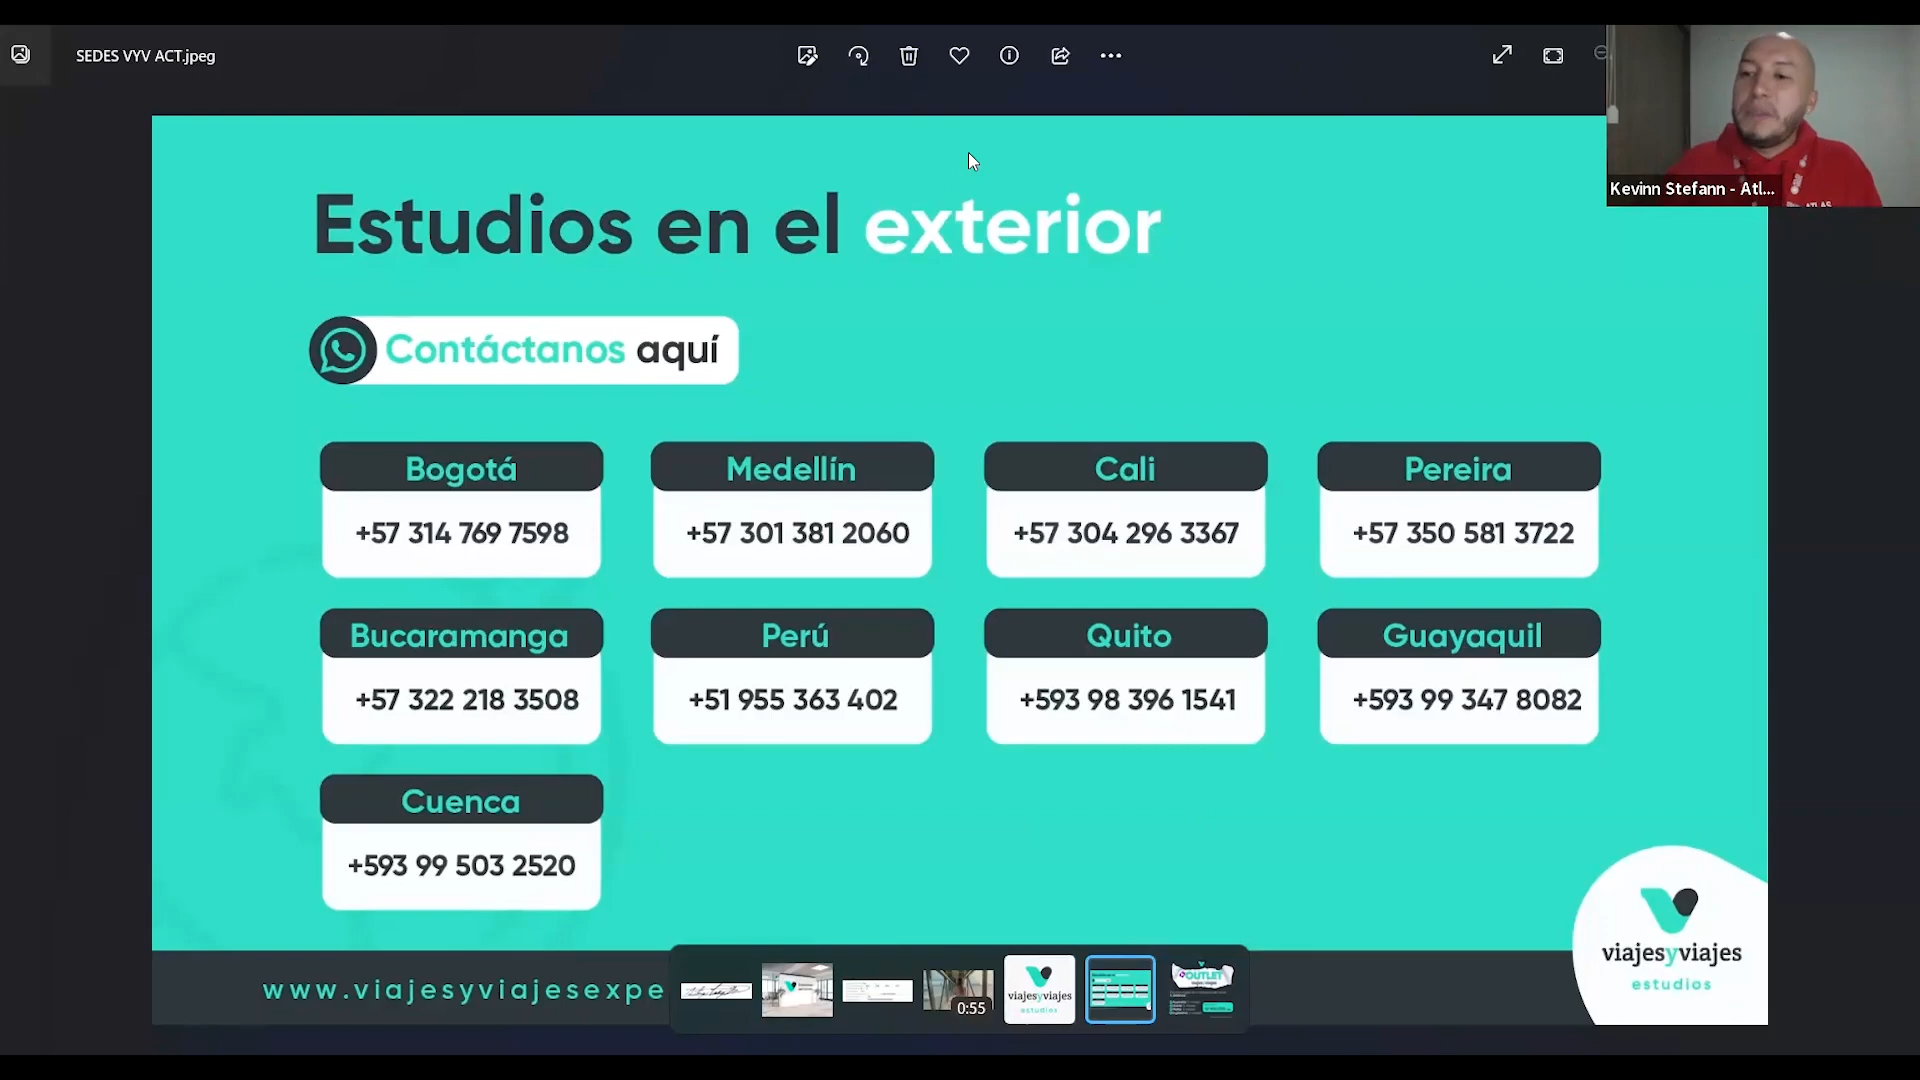 SEDES VYV ACT.jpeg
Kevinn Stefann - Atl...
ATLAS
Estudios en el exterior
Contáctanos aquí
Bogotá
+57 314 769 7598
Medellín
+57 301 381 2060
Cali
+57 304 296 3367
Pereira
+57 350 581 3722
Bucaramanga
+57 322 218 3508
Perú
+51 955 363 402
Quito
+593 98 396 1541
Guayaquil
+593 99 347 8082
Cuenca
+593 99 503 2520
viajesyviajes
estudios
www.viajesyviajesexpe
0:55
viajesyviajes
estudios
OUTLET